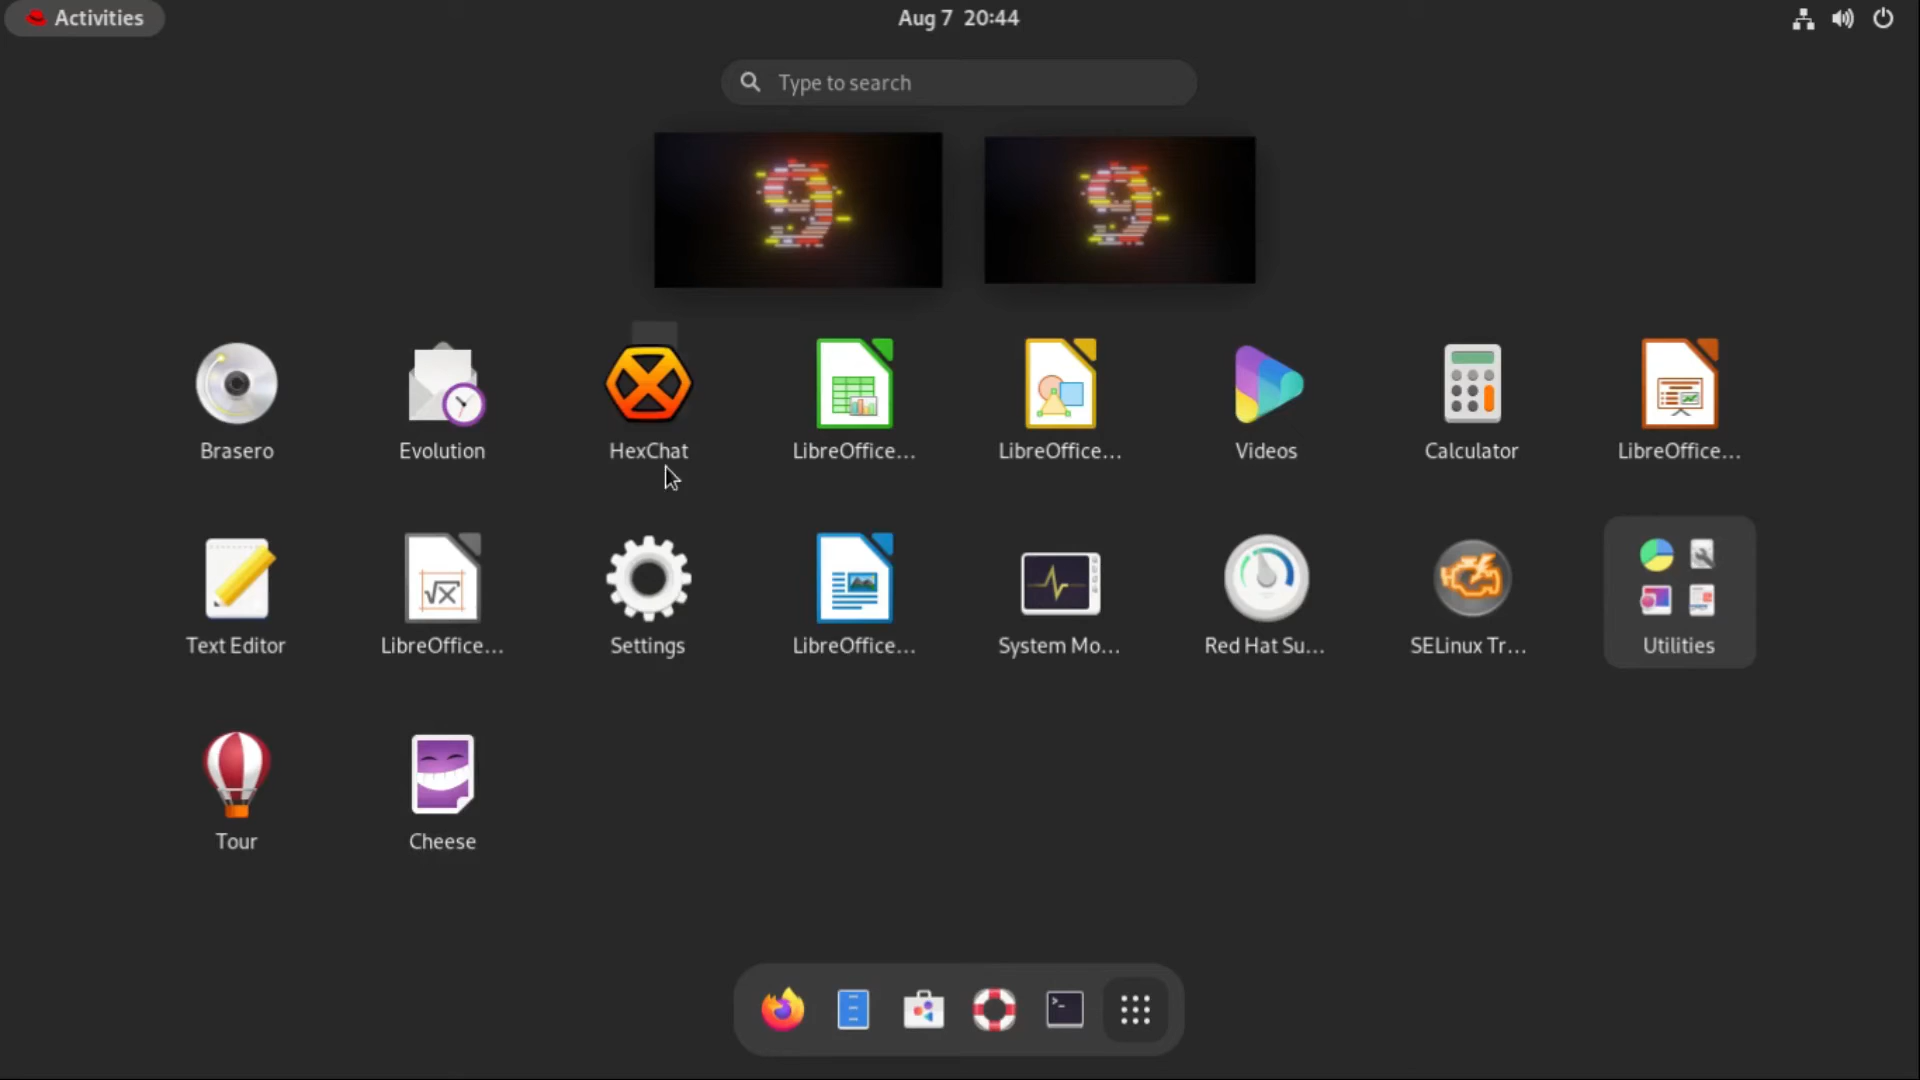 Activities
Aug 7 20:44
Type to search
Brasero
Evolution
HexChat
LibreOffice...
LibreOffice...
Videos
Calculator
LibreOffice...
Text Editor
LibreOffice...
Settings
LibreOffice...
System Mo...
Red Hat Su...
SELinux Tr...
Utilities
Tour
Cheese